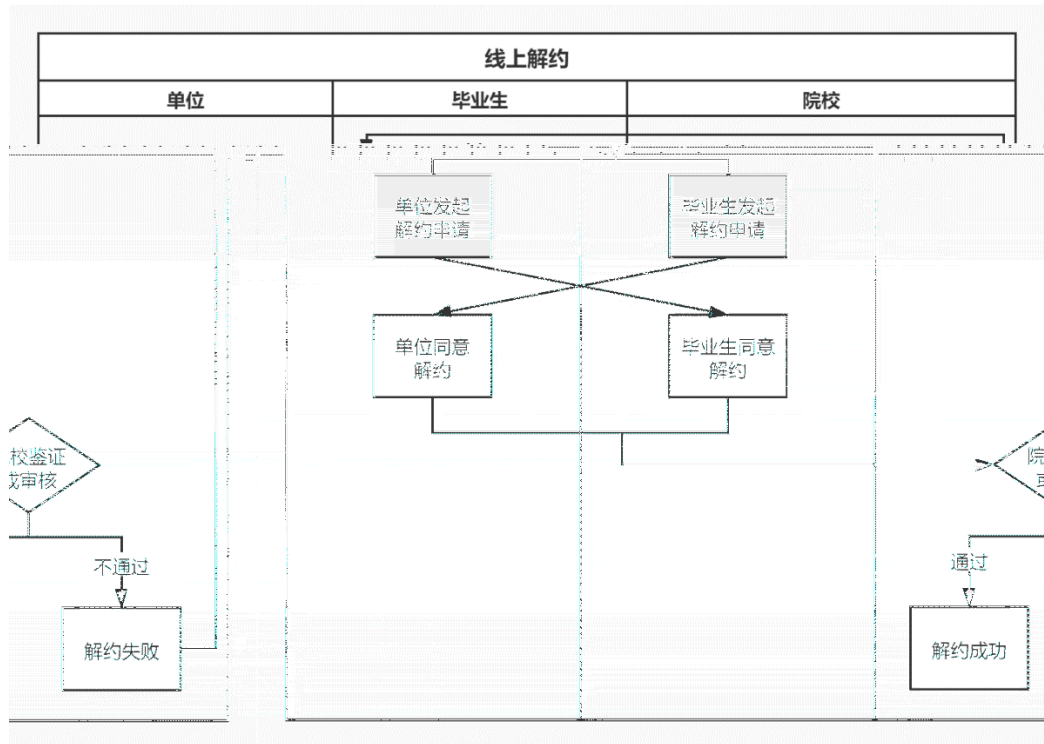 线上解约
单位
毕业生
院校
单位发起
解约申请
毕业生发起
解约申请
单位同意
解约
毕业生同意
解约
校鉴证
或审核
院
或
不通过
通过
解约失败
解约成功